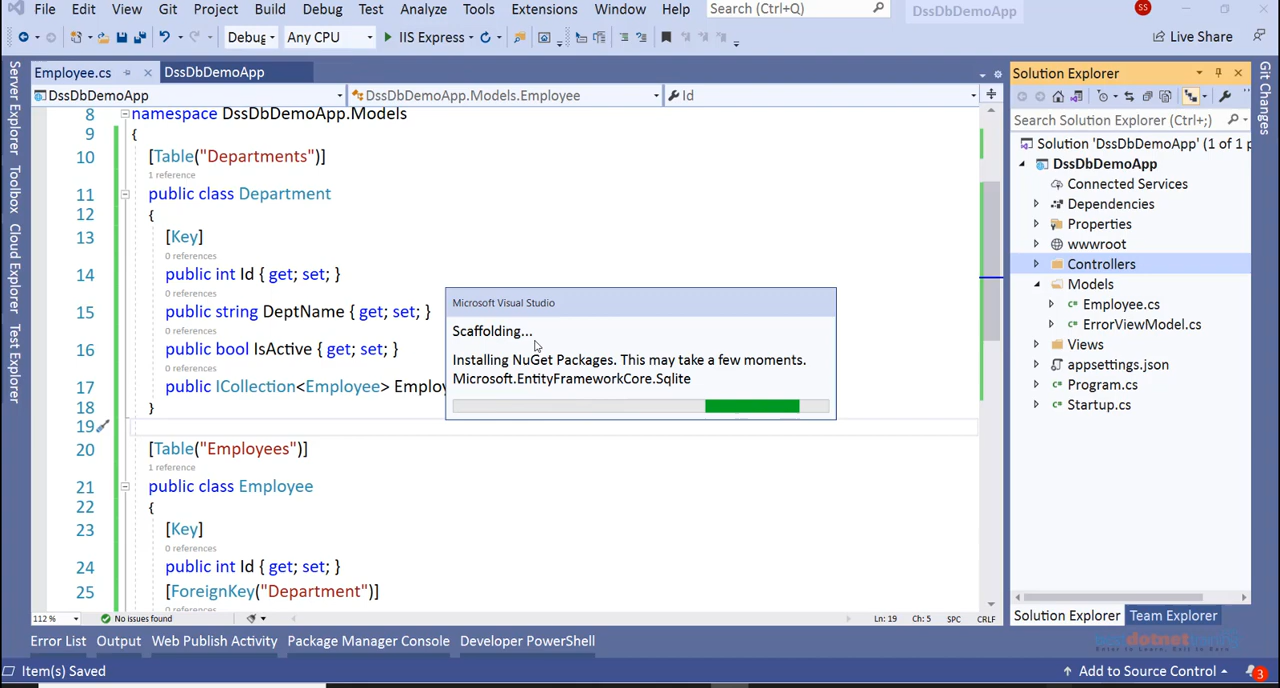 File Edit View Git Project Build Debug Test Analyze Tools Extensions Window Help Search (Ctrl+Q) DssDbDemoApp SS
Debug Any CPU IIS Express Live Share
Employee.cs DssDbDemoApp
DssDbDemoApp DssDbDemoApp.Models.Employee Id
8 namespace DssDbDemoApp.Models
9 {
10 [Table("Departments")]
1 reference
11 public class Department
12 {
13 [Key]
0 references
14 public int Id { get; set; }
0 references
15 public string DeptName { get; set; }
0 references
16 public bool IsActive { get; set; }
0 references
17 public ICollection<Employee> Employ
18 }
19
20 [Table("Employees")]
1 reference
21 public class Employee
22 {
23 [Key]
0 references
24 public int Id { get; set; }
25 [ForeignKey("Department")]
0 references
Microsoft Visual Studio
Scaffolding...
Installing NuGet Packages. This may take a few moments.
Microsoft.EntityFrameworkCore.Sqlite
Server Explorer
Toolbox
Cloud Explorer
Test Explorer
Solution Explorer
Search Solution Explorer (Ctrl+;)
Solution 'DssDbDemoApp' (1 of 1 p
DssDbDemoApp
Connected Services
Dependencies
Properties
wwwroot
Controllers
Models
Employee.cs
ErrorViewModel.cs
Views
appsettings.json
Program.cs
Startup.cs
Solution Explorer Team Explorer
Git Changes
112 % No issues found Ln: 19 Ch: 5 SPC CRLF
Error List Output Web Publish Activity Package Manager Console Developer PowerShell
Item(s) Saved Add to Source Control 3